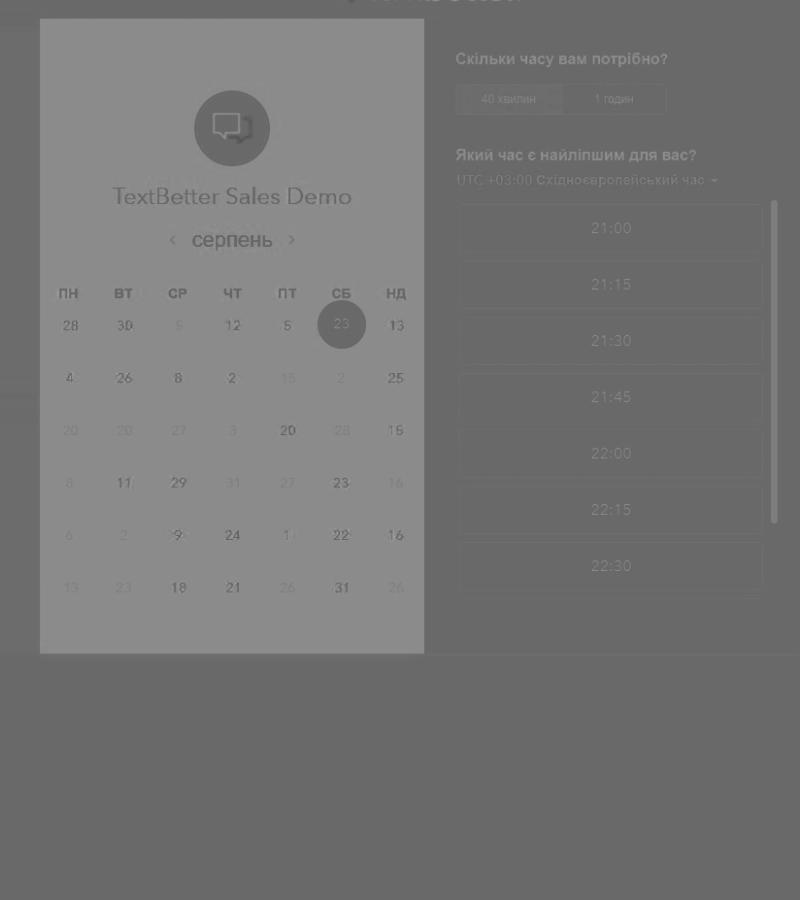 TextBetter Sales Demo
серпень
ПН ВТ СР ЧТ ПТ СБ НД
28 30 5 12 5 23 13
4 26 8 2 15 2 25
20 20 27 3 20 28 15
8 11 29 31 27 23 16
6 2 9 24 1 22 16
13 23 18 21 26 31 26
Скільки часу вам потрібно?
40 хвилин 1 годин
Який час є найліпшим для вас?
UTC +03:00 Східноєвропейський час
21:00
21:15
21:30
21:45
22:00
22:15
22:30